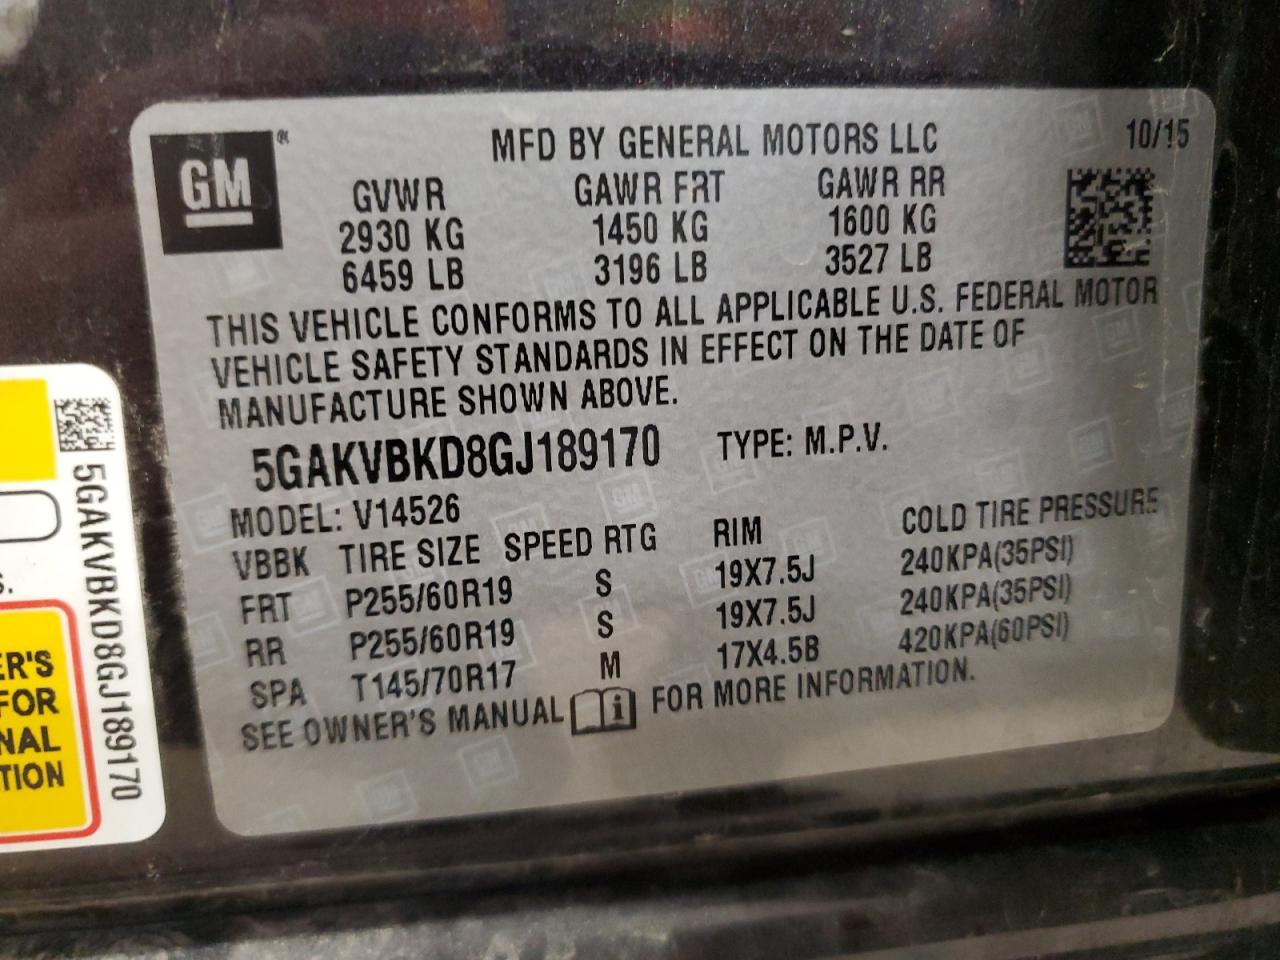 GM ®
MFD BY GENERAL MOTORS LLC 10/15
GVWR GAWR FRT GAWR RR
2930 KG 1450 KG 1600 KG
6459 LB 3196 LB 3527 LB
THIS VEHICLE CONFORMS TO ALL APPLICABLE U.S. FEDERAL MOTOR
VEHICLE SAFETY STANDARDS IN EFFECT ON THE DATE OF
MANUFACTURE SHOWN ABOVE.
5GAKVBKD8GJ189170 TYPE: M.P.V.
MODEL: V14526
VBBK TIRE SIZE SPEED RTG RIM COLD TIRE PRESSURE
FRT P255/60R19 S 19X7.5J 240KPA(35PSI)
RR P255/60R19 S 19X7.5J 240KPA(35PSI)
SPA T145/70R17 M 17X4.5B 420KPA(60PSI)
SEE OWNER'S MANUAL i FOR MORE INFORMATION.
5GAKVBKD8GJ189170
S.
ER'S
FOR
NAL
TION